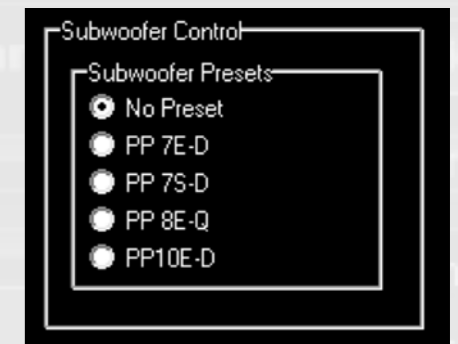 Subwoofer Control
Subwoofer Presets
No Preset
PP 7E-D
PP 7S-D
PP 8E-Q
PP10E-D